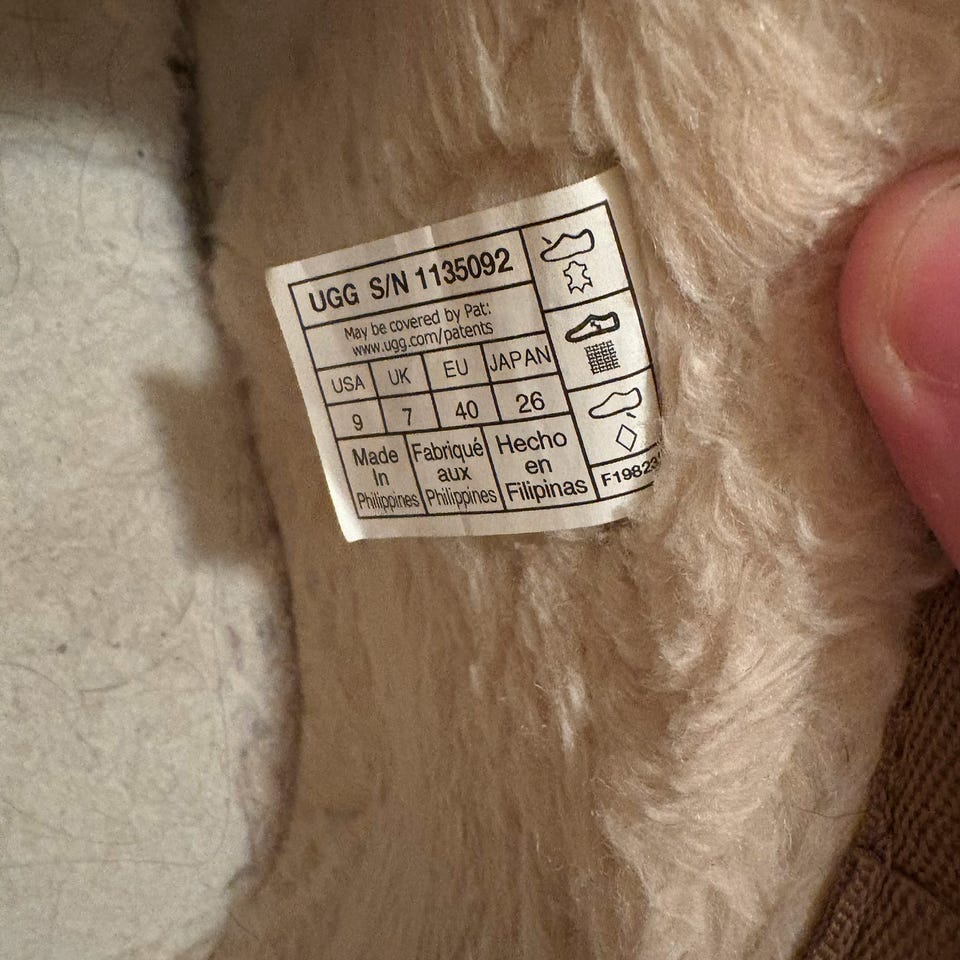 UGG S/N 1135092
May be covered by Pat:
www.ugg.com/patents
USA UK EU JAPAN
9 7 40 26
Made In Philippines
Fabriqué aux Philippines
Hecho en Filipinas